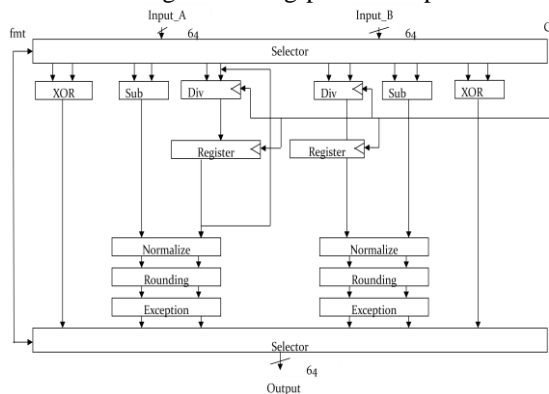 fmt Input_A Input_B
64 64
Selector
XOR Sub Div Div Sub XOR
Register Register
Normalize Normalize
Rounding Rounding
Exception Exception
Selector
64
Output